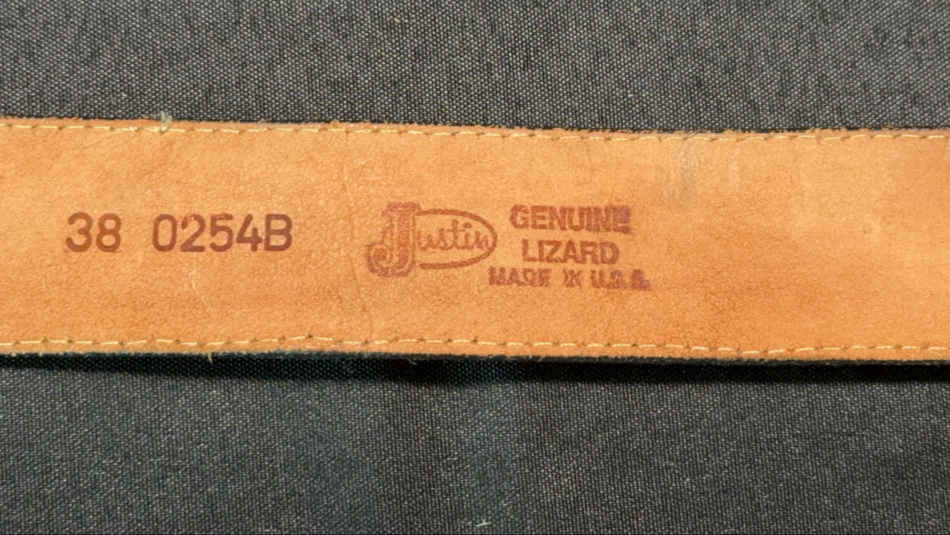 38 0254B
Justin
GENUINE
LIZARD
MADE IN U.S.A.